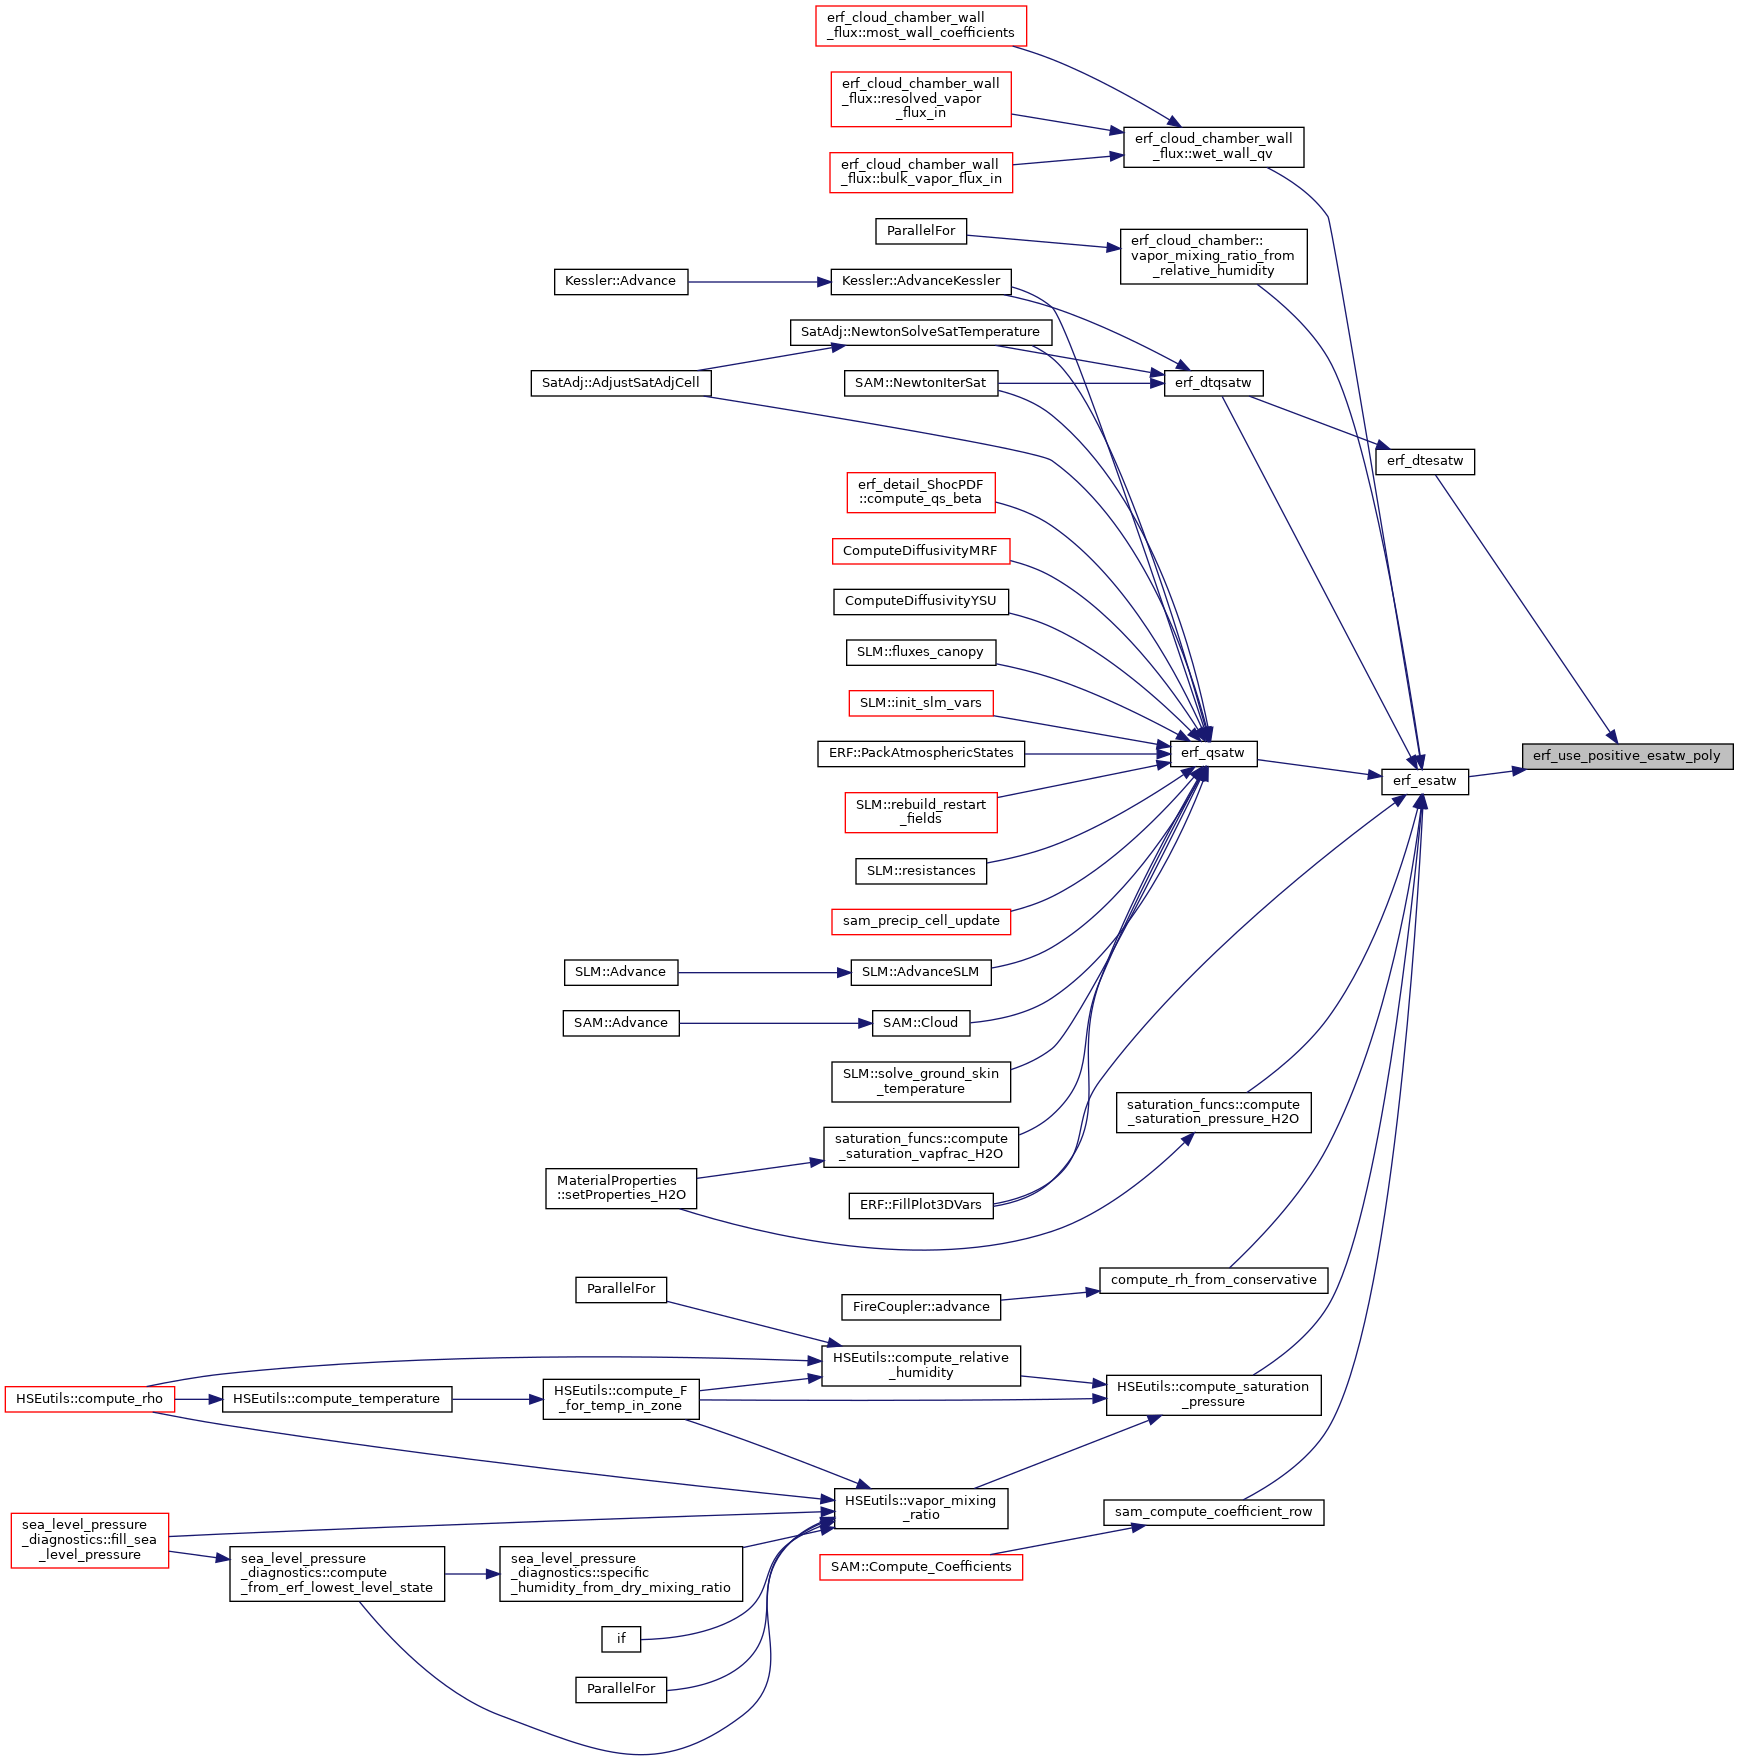 erf_cloud_chamber_wall
_flux::most_wall_coefficients
erf_cloud_chamber_wall
_flux::resolved_vapor
_flux_in
erf_cloud_chamber_wall
_flux::wet_wall_qv
erf_cloud_chamber_wall
_flux::bulk_vapor_flux_in
ParallelFor
erf_cloud_chamber::
vapor_mixing_ratio_from
_relative_humidity
Kessler::Advance
Kessler::AdvanceKessler
SatAdj::NewtonSolveSatTemperature
SatAdj::AdjustSatAdjCell
SAM::NewtonIterSat
erf_dtqsatw
erf_dtesatw
erf_detail_ShocPDF
::compute_qs_beta
ComputeDiffusivityMRF
ComputeDiffusivityYSU
SLM::fluxes_canopy
SLM::init_slm_vars
ERF::PackAtmosphericStates
erf_qsatw
erf_use_positive_esatw_poly
erf_esatw
SLM::rebuild_restart
_fields
SLM::resistances
sam_precip_cell_update
SLM::Advance
SLM::AdvanceSLM
SAM::Advance
SAM::Cloud
SLM::solve_ground_skin
_temperature
saturation_funcs::compute
_saturation_pressure_H2O
saturation_funcs::compute
_saturation_vapfrac_H2O
MaterialProperties
::setProperties_H2O
ERF::FillPlot3DVars
compute_rh_from_conservative
ParallelFor
FireCoupler::advance
HSEutils::compute_relative
_humidity
HSEutils::compute_rho
HSEutils::compute_temperature
HSEutils::compute_F
_for_temp_in_zone
HSEutils::compute_saturation
_pressure
HSEutils::vapor_mixing
_ratio
sam_compute_coefficient_row
sea_level_pressure
_diagnostics::fill_sea
_level_pressure
sea_level_pressure
_diagnostics::compute
_from_erf_lowest_level_state
sea_level_pressure
_diagnostics::specific
_humidity_from_dry_mixing_ratio
SAM::Compute_Coefficients
if
ParallelFor